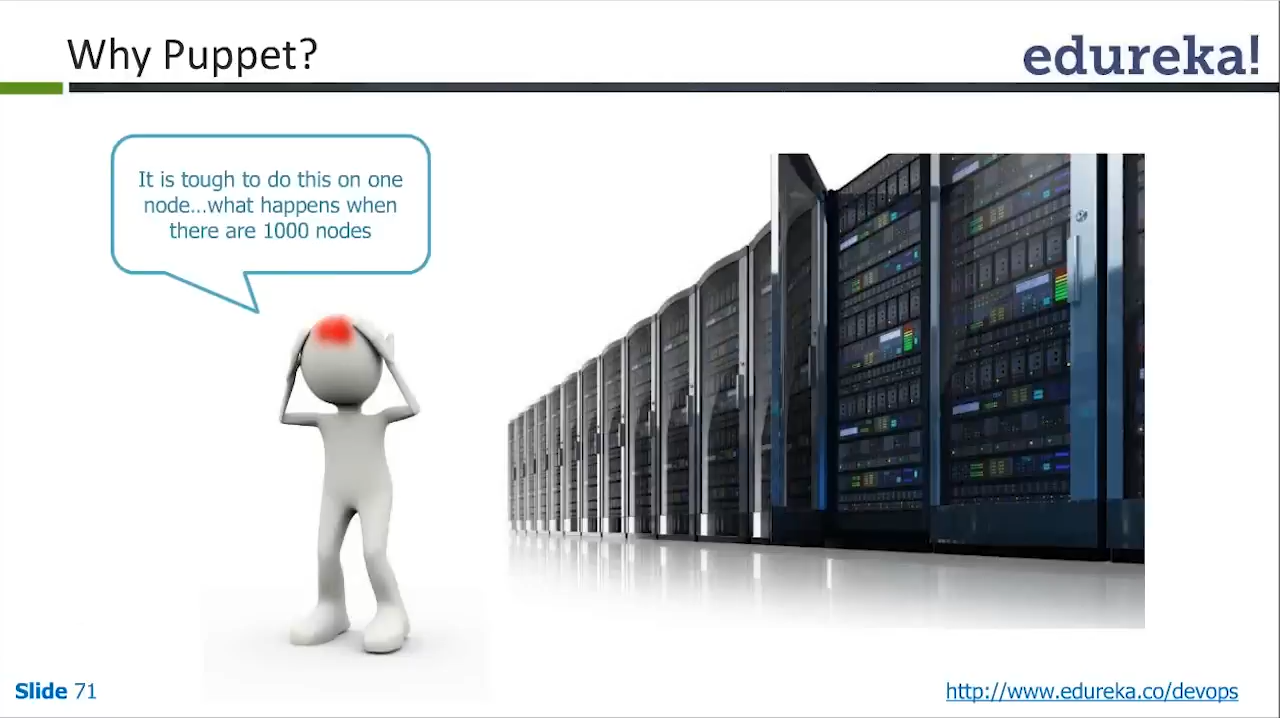 Why Puppet?
edureka!
It is tough to do this on one
node...what happens when
there are 1000 nodes
Slide 71
http://www.edureka.co/devops